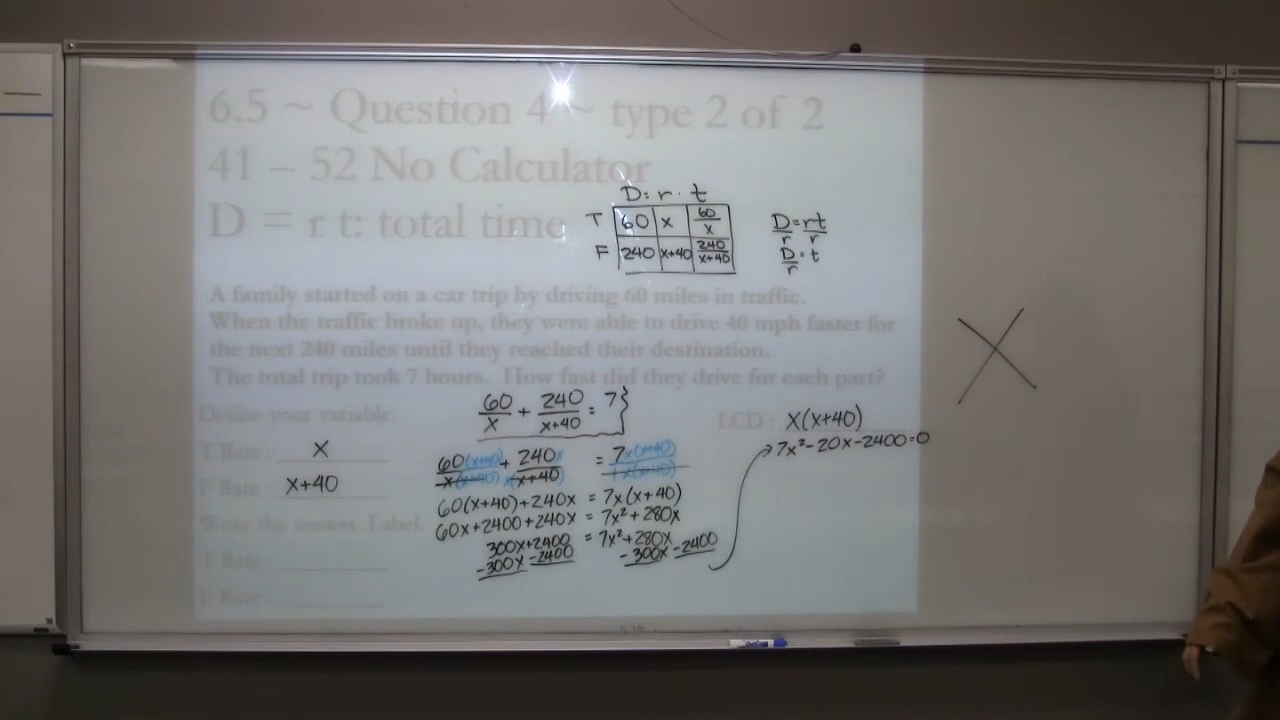 6.5 ~ Question 4 ~ type 2 of 2
41 – 52 No Calculator
D = r t: total time
D = r · t
T 60 x 60/x
F 240 x+40 240/x+40
D/r = rt/r
D/r = t
A family started on a car trip by driving 60 miles in traffic.
When the traffic broke up, they were able to drive 40 mph faster for
the next 240 miles until they reached their destination.
The total trip took 7 hours. How fast did they drive for each part?
60/x + 240/x+40 = 7
Define your variable.
LCD : x(x+40)
T Rate : x
F Rate : x+40
60(x+40)/x(x+40) + 240x/x(x+40) = 7x(x+40)/1x(x+40)
60(x+40)+240x = 7x(x+40)
60x+2400+240x = 7x²+280x
300x+2400 = 7x²+280x
-300x -2400 -300x -2400
7x²-20x-2400=0
Write the answer. Label.
T Rate :
F Rate :